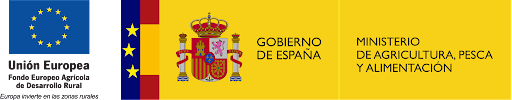 Unión Europea
Fondo Europeo Agrícola
de Desarrollo Rural
Europa invierte en las zonas rurales
GOBIERNO
DE ESPAÑA
MINISTERIO
DE AGRICULTURA, PESCA
Y ALIMENTACIÓN